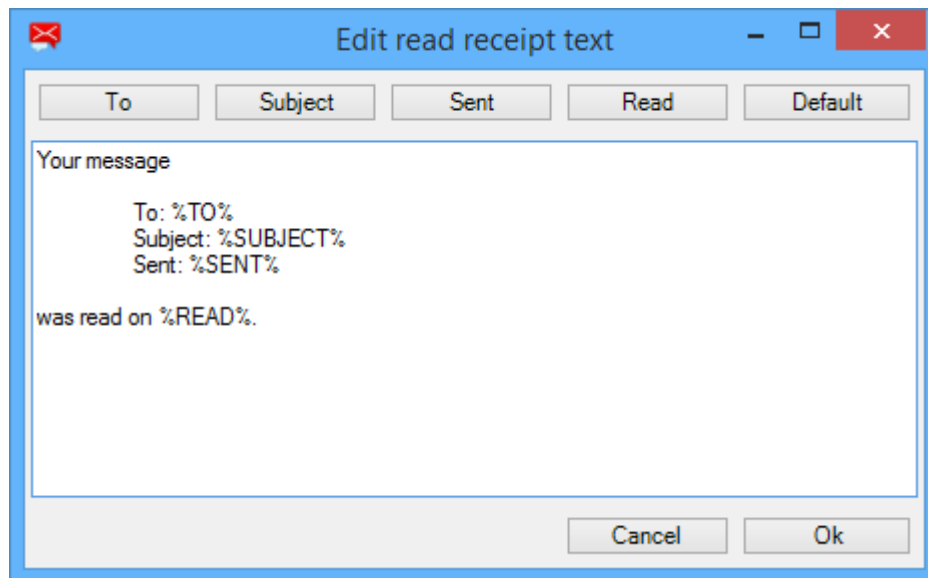 Edit read receipt text
To Subject Sent Read Default
Your message
To: %TO%
Subject: %SUBJECT%
Sent: %SENT%
was read on %READ%.
Cancel Ok